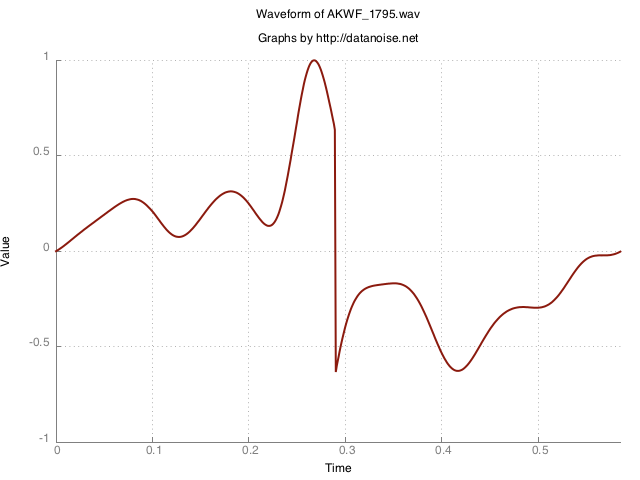 Waveform of AKWF_1795.wav
Graphs by http://datanoise.net
1
0.5
0
-0.5
-1
Value
0 0.1 0.2 0.3 0.4 0.5
Time